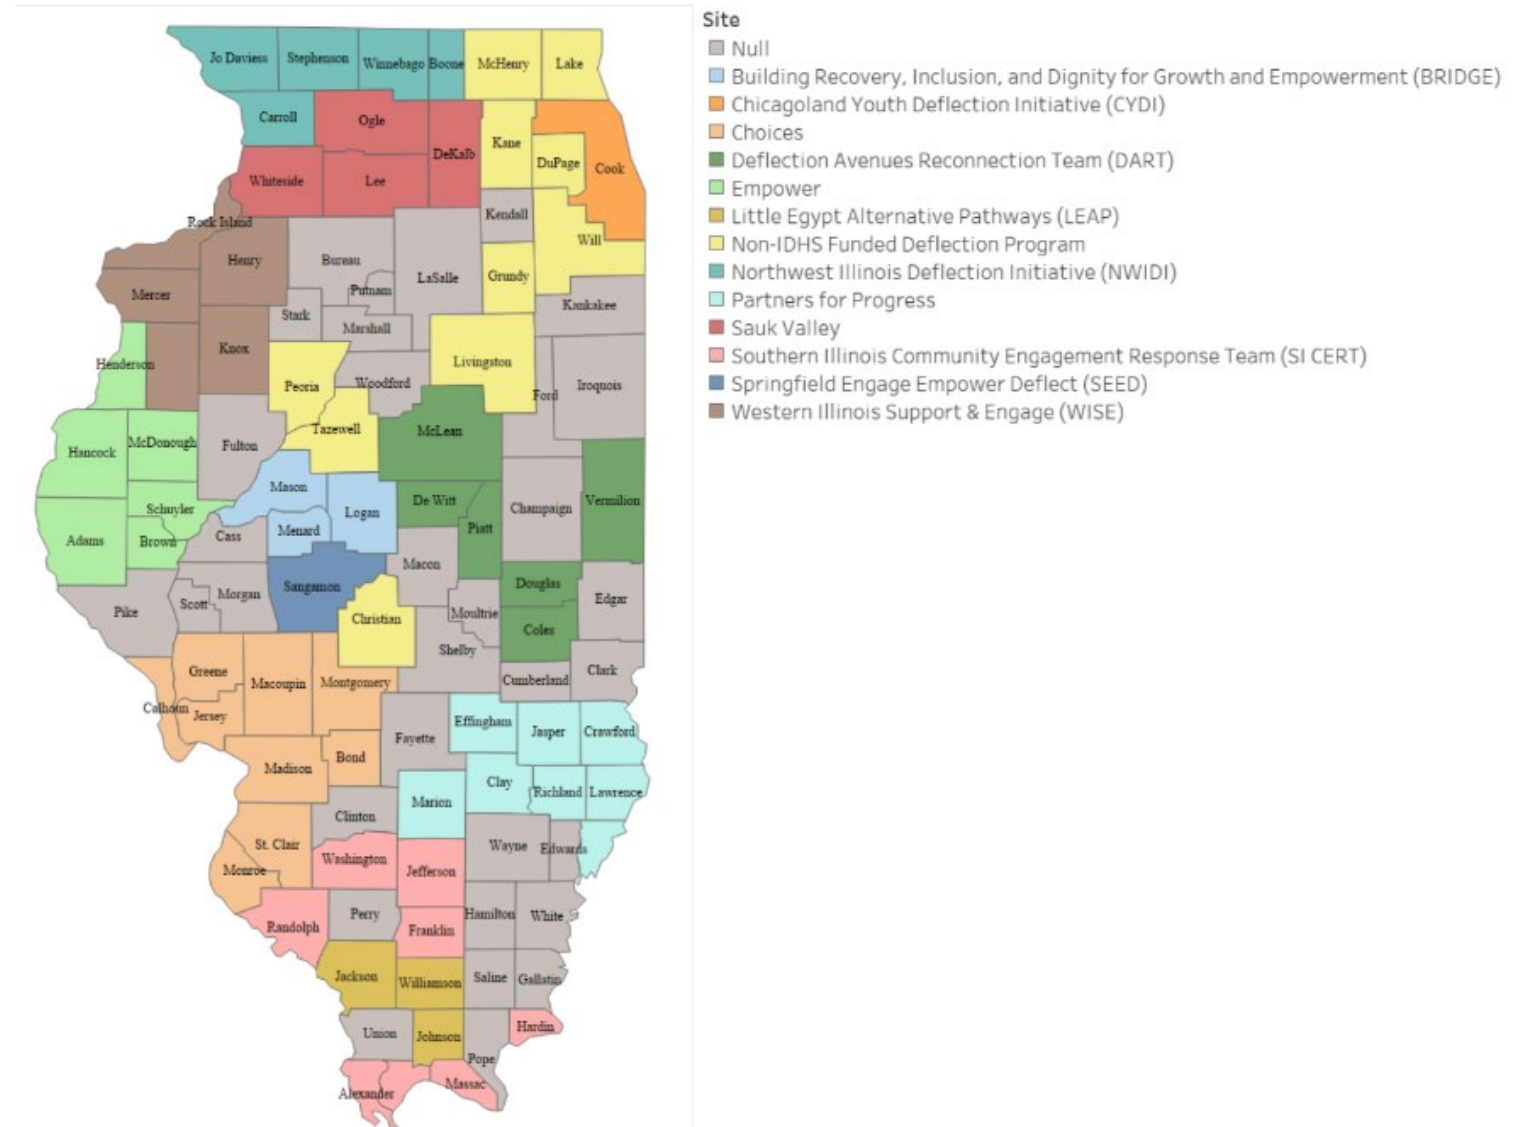 Site
Null
Building Recovery, Inclusion, and Dignity for Growth and Empowerment (BRIDGE)
Chicagoland Youth Deflection Initiative (CYDI)
Choices
Deflection Avenues Reconnection Team (DART)
Empower
Little Egypt Alternative Pathways (LEAP)
Non-IDHS Funded Deflection Program
Northwest Illinois Deflection Initiative (NWIDI)
Partners for Progress
Sauk Valley
Southern Illinois Community Engagement Response Team (SI CERT)
Springfield Engage Empower Deflect (SEED)
Western Illinois Support & Engage (WISE)
Jo Daviess
Stephenson
Winnebago
Boone
McHenry
Lake
Carroll
Ogle
DeKalb
Kane
DuPage
Cook
Whiteside
Lee
Rock Island
Kendall
Will
Henry
Bureau
LaSalle
Grundy
Mercer
Putnam
Kankakee
Stark
Marshall
Henderson
Knox
Peoria
Woodford
Livingston
Ford
Iroquois
Hancock
McDonough
Fulton
Tazewell
McLean
Mason
Logan
De Witt
Piatt
Champaign
Vermilion
Schuyler
Adams
Brown
Cass
Menard
Macon
Pike
Scott
Morgan
Sangamon
Christian
Moultrie
Douglas
Edgar
Coles
Shelby
Greene
Macoupin
Montgomery
Cumberland
Clark
Calhoun
Jersey
Fayette
Effingham
Jasper
Crawford
Madison
Bond
Marion
Clay
Richland
Lawrence
Clinton
St. Clair
Washington
Jefferson
Wayne
Edwards
Monroe
Randolph
Perry
Franklin
Hamilton
White
Jackson
Williamson
Saline
Gallatin
Union
Johnson
Pope
Hardin
Alexander
Massac